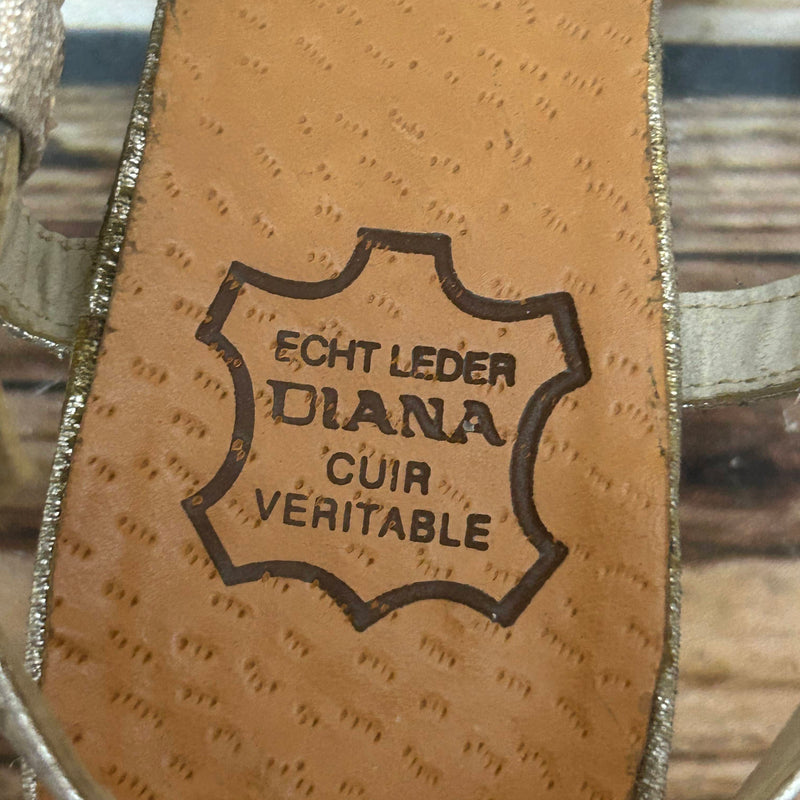 ECHT LEDER
DIANA
CUIR
VERITABLE